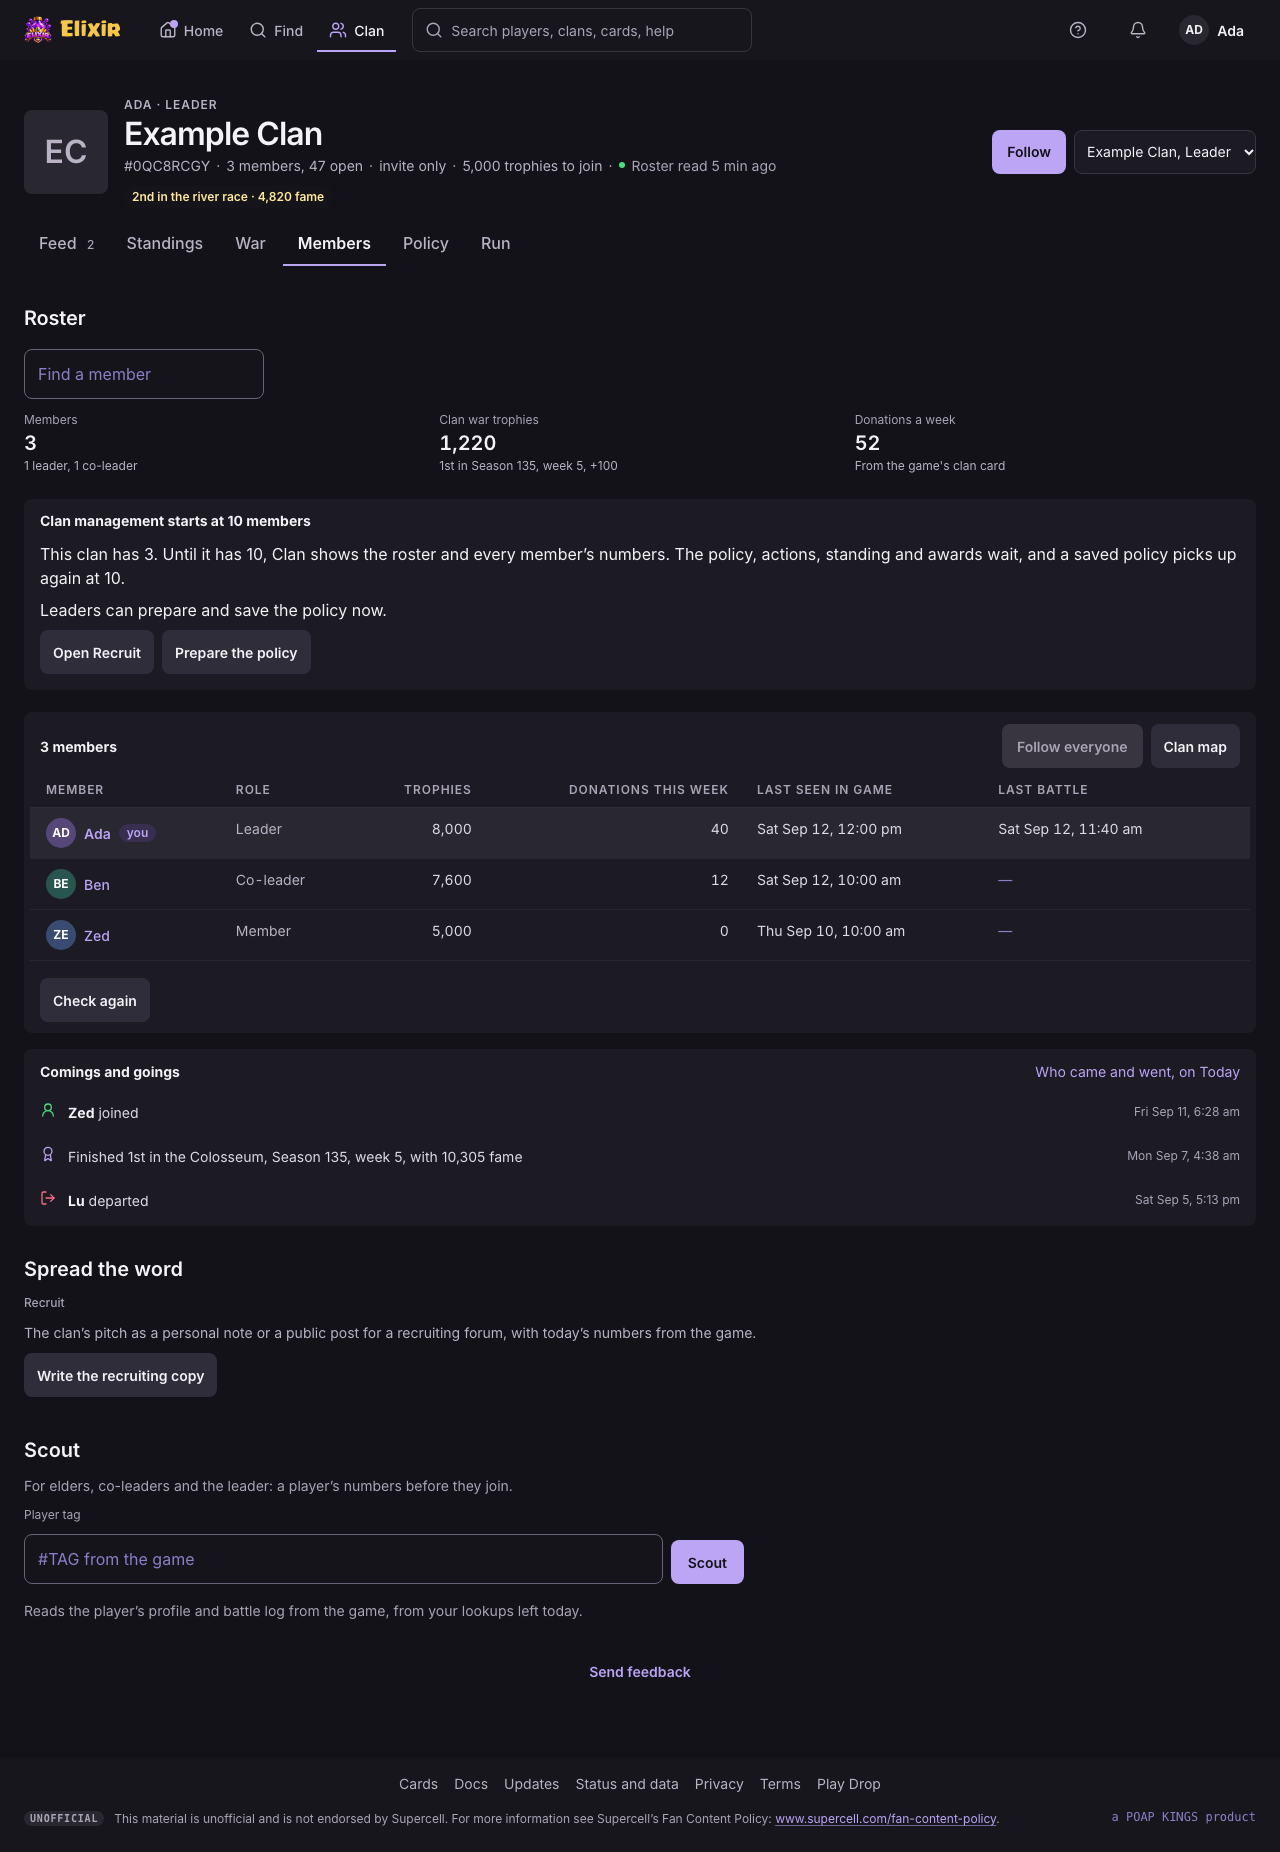 Elixir
Home
Find
Clan
Search players, clans, cards, help
AD
Ada
EC
ADA · LEADER
Example Clan
#0QC8RCGY · 3 members, 47 open · invite only · 5,000 trophies to join · Roster read 5 min ago
2nd in the river race · 4,820 fame
Follow
Example Clan, Leader
Feed 2
Standings
War
Members
Policy
Run
Roster
Find a member
Members
3
1 leader, 1 co-leader
Clan war trophies
1,220
1st in Season 135, week 5, +100
Donations a week
52
From the game's clan card
Clan management starts at 10 members
This clan has 3. Until it has 10, Clan shows the roster and every member’s numbers. The policy, actions, standing and awards wait, and a saved policy picks up
again at 10.
Leaders can prepare and save the policy now.
Open Recruit
Prepare the policy
3 members
Follow everyone
Clan map
MEMBER ROLE TROPHIES DONATIONS THIS WEEK LAST SEEN IN GAME LAST BATTLE
AD Ada you Leader 8,000 40 Sat Sep 12, 12:00 pm Sat Sep 12, 11:40 am
BE Ben Co-leader 7,600 12 Sat Sep 12, 10:00 am —
ZE Zed Member 5,000 0 Thu Sep 10, 10:00 am —
Check again
Comings and goings
Who came and went, on Today
Zed joined Fri Sep 11, 6:28 am
Finished 1st in the Colosseum, Season 135, week 5, with 10,305 fame Mon Sep 7, 4:38 am
Lu departed Sat Sep 5, 5:13 pm
Spread the word
Recruit
The clan’s pitch as a personal note or a public post for a recruiting forum, with today’s numbers from the game.
Write the recruiting copy
Scout
For elders, co-leaders and the leader: a player’s numbers before they join.
Player tag
#TAG from the game
Scout
Reads the player’s profile and battle log from the game, from your lookups left today.
Send feedback
Cards Docs Updates Status and data Privacy Terms Play Drop
UNOFFICIAL This material is unofficial and is not endorsed by Supercell. For more information see Supercell’s Fan Content Policy: www.supercell.com/fan-content-policy.
a POAP KINGS product